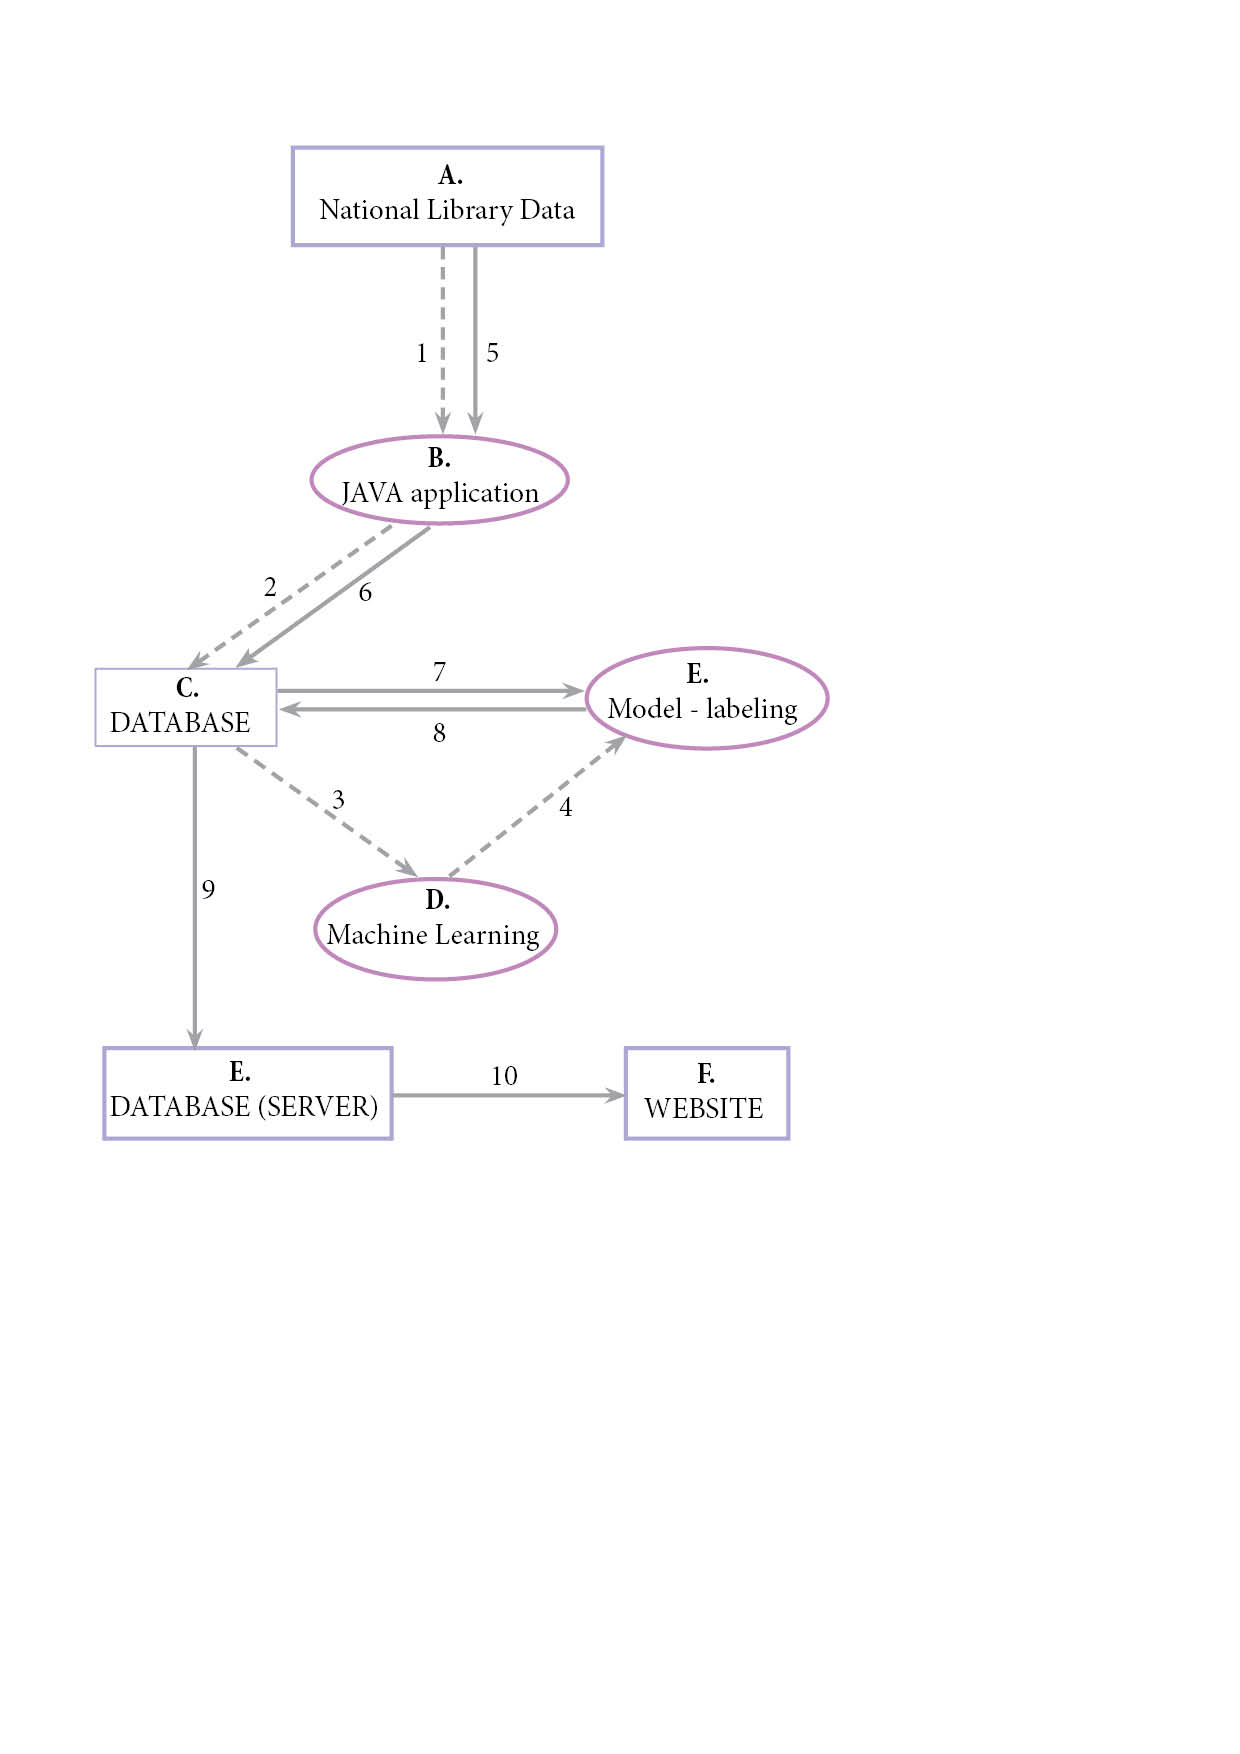 A.
National Library Data
1
5
B.
JAVA application
2
6
C.
DATABASE
7
8
E.
Model - labeling
3
4
D.
Machine Learning
9
E.
DATABASE (SERVER)
10
F.
WEBSITE